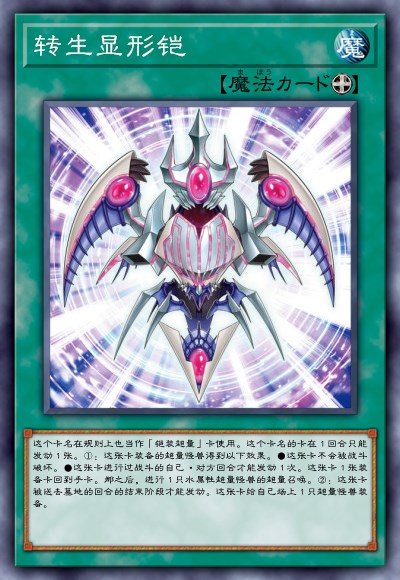 转生显形铠
魔
【魔法カード】
まほう
这个卡名在规则上也当作「铠装超量」卡使用。这个卡名的卡在1回合只能
发动1张。①：这张卡装备的超量怪兽得到以下效果。●这张卡不会被战斗
破坏。●这张卡进行过战斗的自己·对方回合才能发动1次。这张卡1张装
备卡回到手卡。那之后，进行1只水属性超量怪兽的超量召唤。②：这张卡
被送去墓地的回合的结束阶段才能发动。这张卡给自己场上1只超量怪兽装
备。